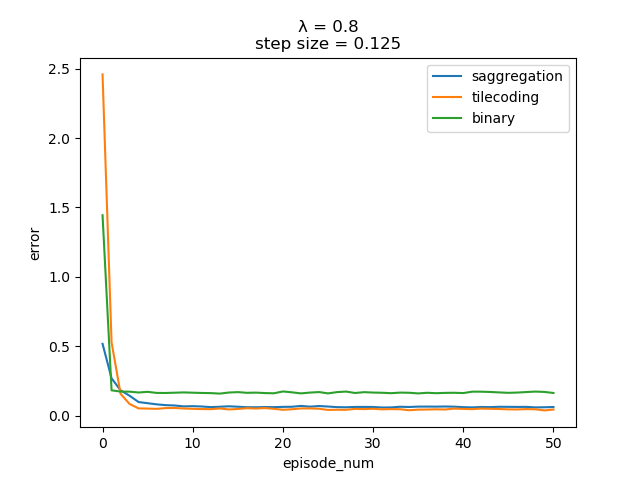 λ = 0.8
step size = 0.125
2.5
2.0
1.5
1.0
0.5
0.0
error
saggregation
tilecoding
binary
0 10 20 30 40 50
episode_num